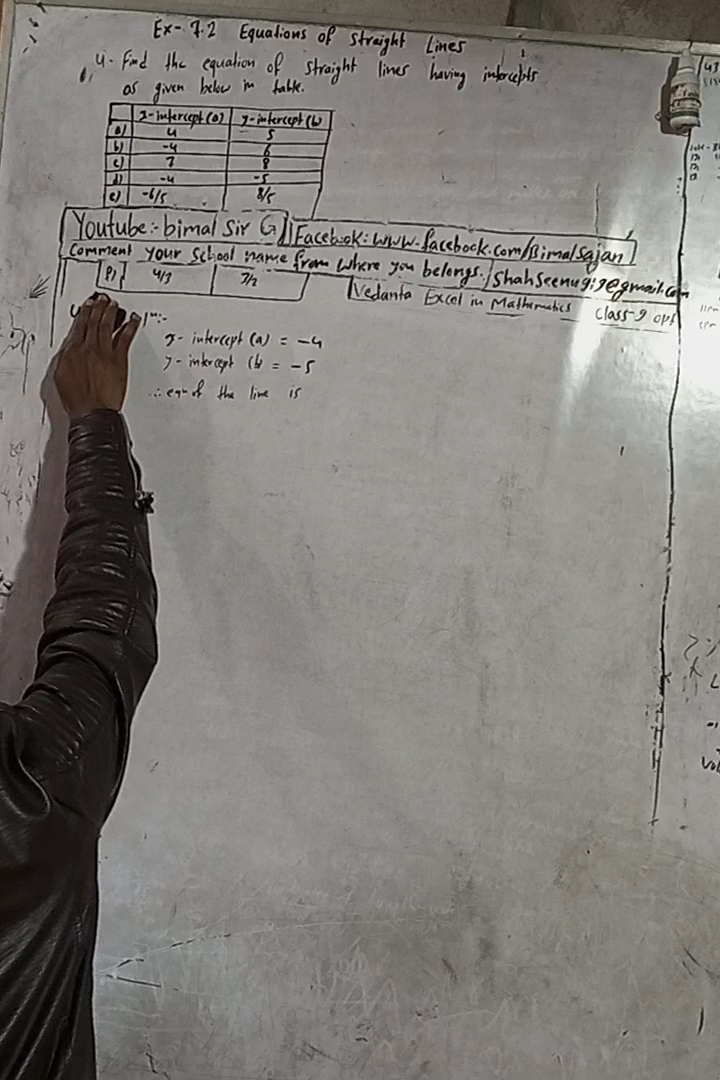 Ex- 7.2 Equations of Straight Lines
4- Find the equation of straight lines having intercepts
as given below in table.
x-intercept (a) y-intercept (b)
a) 4 5
b) -4 6
c) 7 8
d) -4 -5
e) -6/5 8/5
Youtube:- bimal Sir G Facebook: www.facebook.com/Bimalsajan
Comment your School name from where you belongs./
f) 4/3 7/2
Vedanta Excel in Mathematics Class-9 opt
x- intercept (a) = -4
y- intercept (b) = -5
∴ eqn of the line is